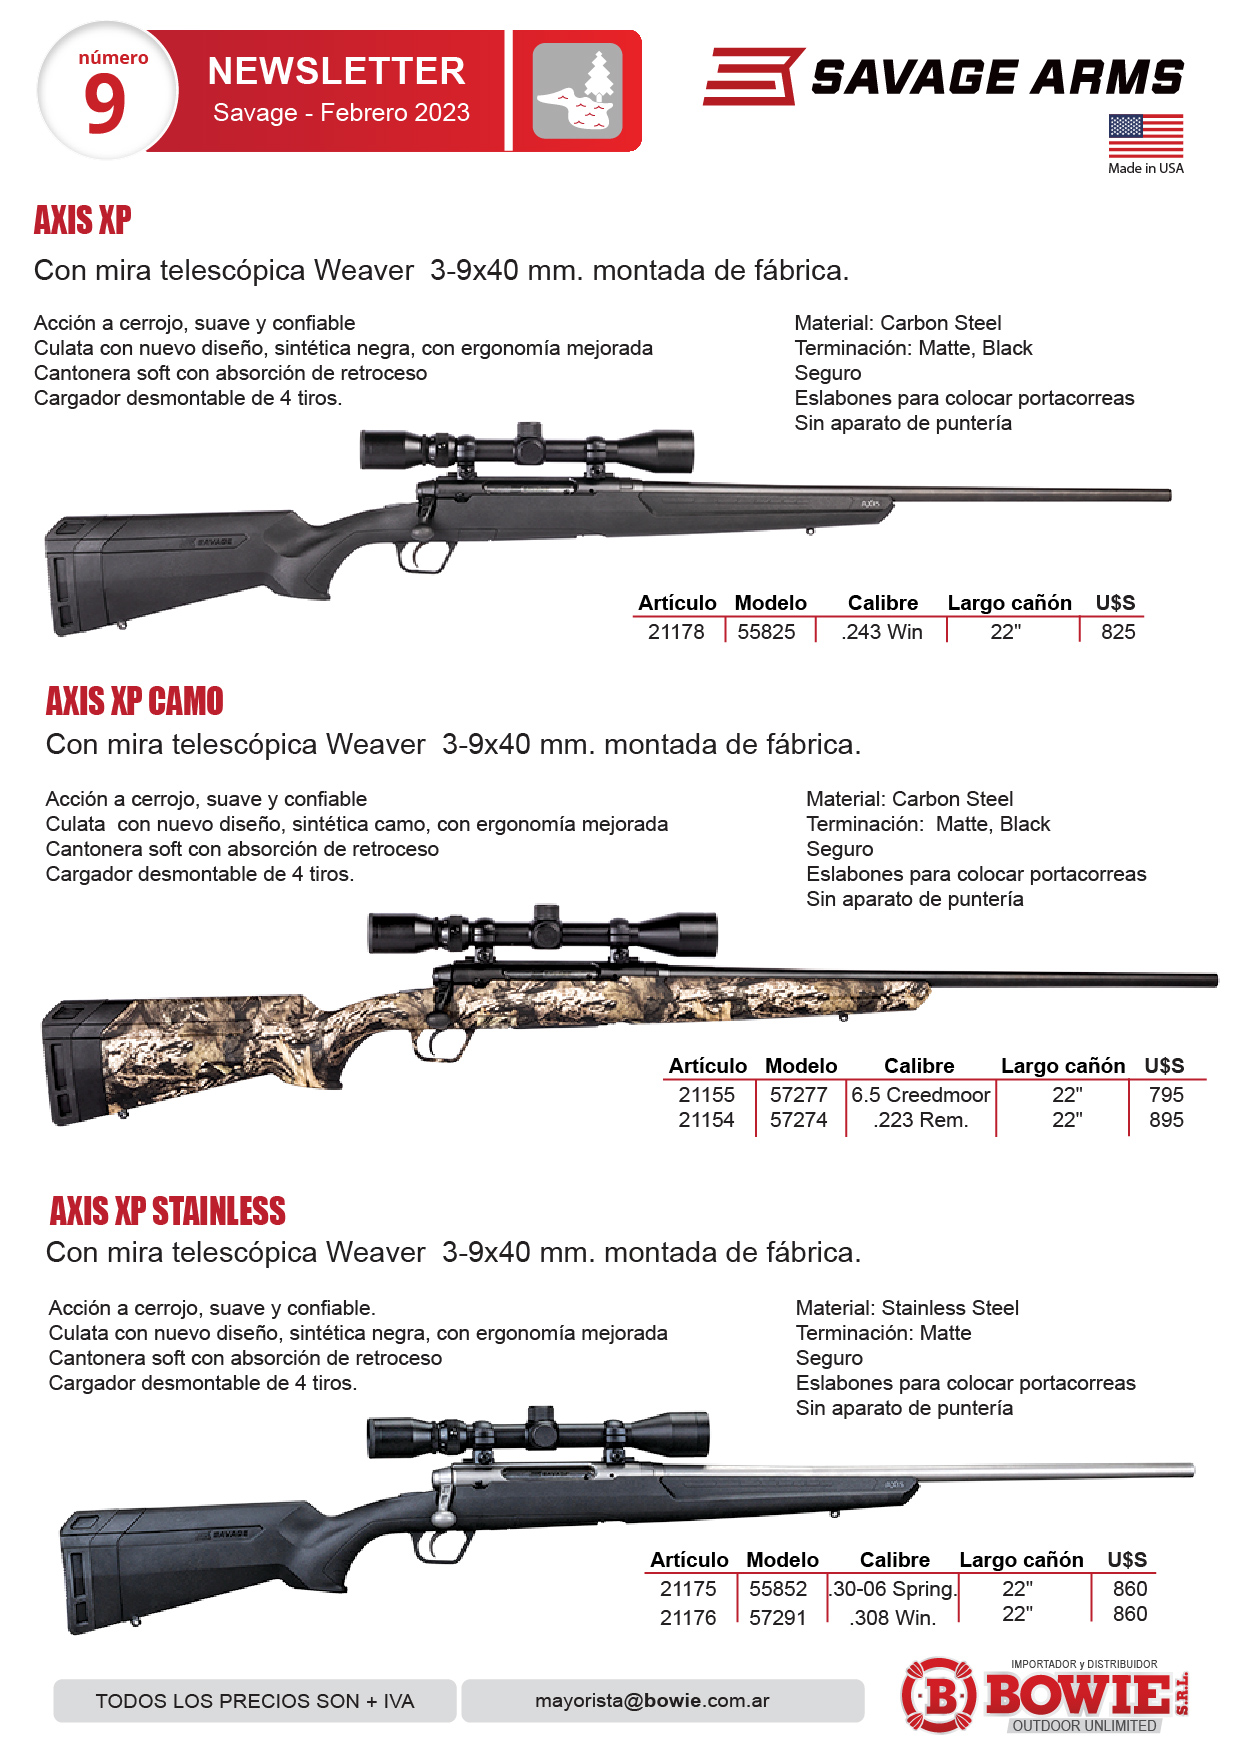 número
9
NEWSLETTER
Savage - Febrero 2023
SAVAGE ARMS
Made in USA
AXIS XP
Con mira telescópica Weaver 3-9x40 mm. montada de fábrica.
Acción a cerrojo, suave y confiable
Culata con nuevo diseño, sintética negra, con ergonomía mejorada
Cantonera soft con absorción de retroceso
Cargador desmontable de 4 tiros.
Material: Carbon Steel
Terminación: Matte, Black
Seguro
Eslabones para colocar portacorreas
Sin aparato de puntería
AXIS
SAVAGE
Artículo Modelo Calibre Largo cañón U$S
21178 55825 .243 Win 22" 825
AXIS XP CAMO
Con mira telescópica Weaver 3-9x40 mm. montada de fábrica.
Acción a cerrojo, suave y confiable
Culata con nuevo diseño, sintética camo, con ergonomía mejorada
Cantonera soft con absorción de retroceso
Cargador desmontable de 4 tiros.
Material: Carbon Steel
Terminación: Matte, Black
Seguro
Eslabones para colocar portacorreas
Sin aparato de puntería
Artículo Modelo Calibre Largo cañón U$S
21155 57277 6.5 Creedmoor 22" 795
21154 57274 .223 Rem. 22" 895
AXIS XP STAINLESS
Con mira telescópica Weaver 3-9x40 mm. montada de fábrica.
Acción a cerrojo, suave y confiable.
Culata con nuevo diseño, sintética negra, con ergonomía mejorada
Cantonera soft con absorción de retroceso
Cargador desmontable de 4 tiros.
Material: Stainless Steel
Terminación: Matte
Seguro
Eslabones para colocar portacorreas
Sin aparato de puntería
SAVAGE
AXIS
SAVAGE
Artículo Modelo Calibre Largo cañón U$S
21175 55852 .30-06 Spring. 22" 860
21176 57291 .308 Win. 22" 860
TODOS LOS PRECIOS SON + IVA
mayorista@bowie.com.ar
IMPORTADOR y DISTRIBUIDOR
B
BOWIE S.R.L.
OUTDOOR UNLIMITED